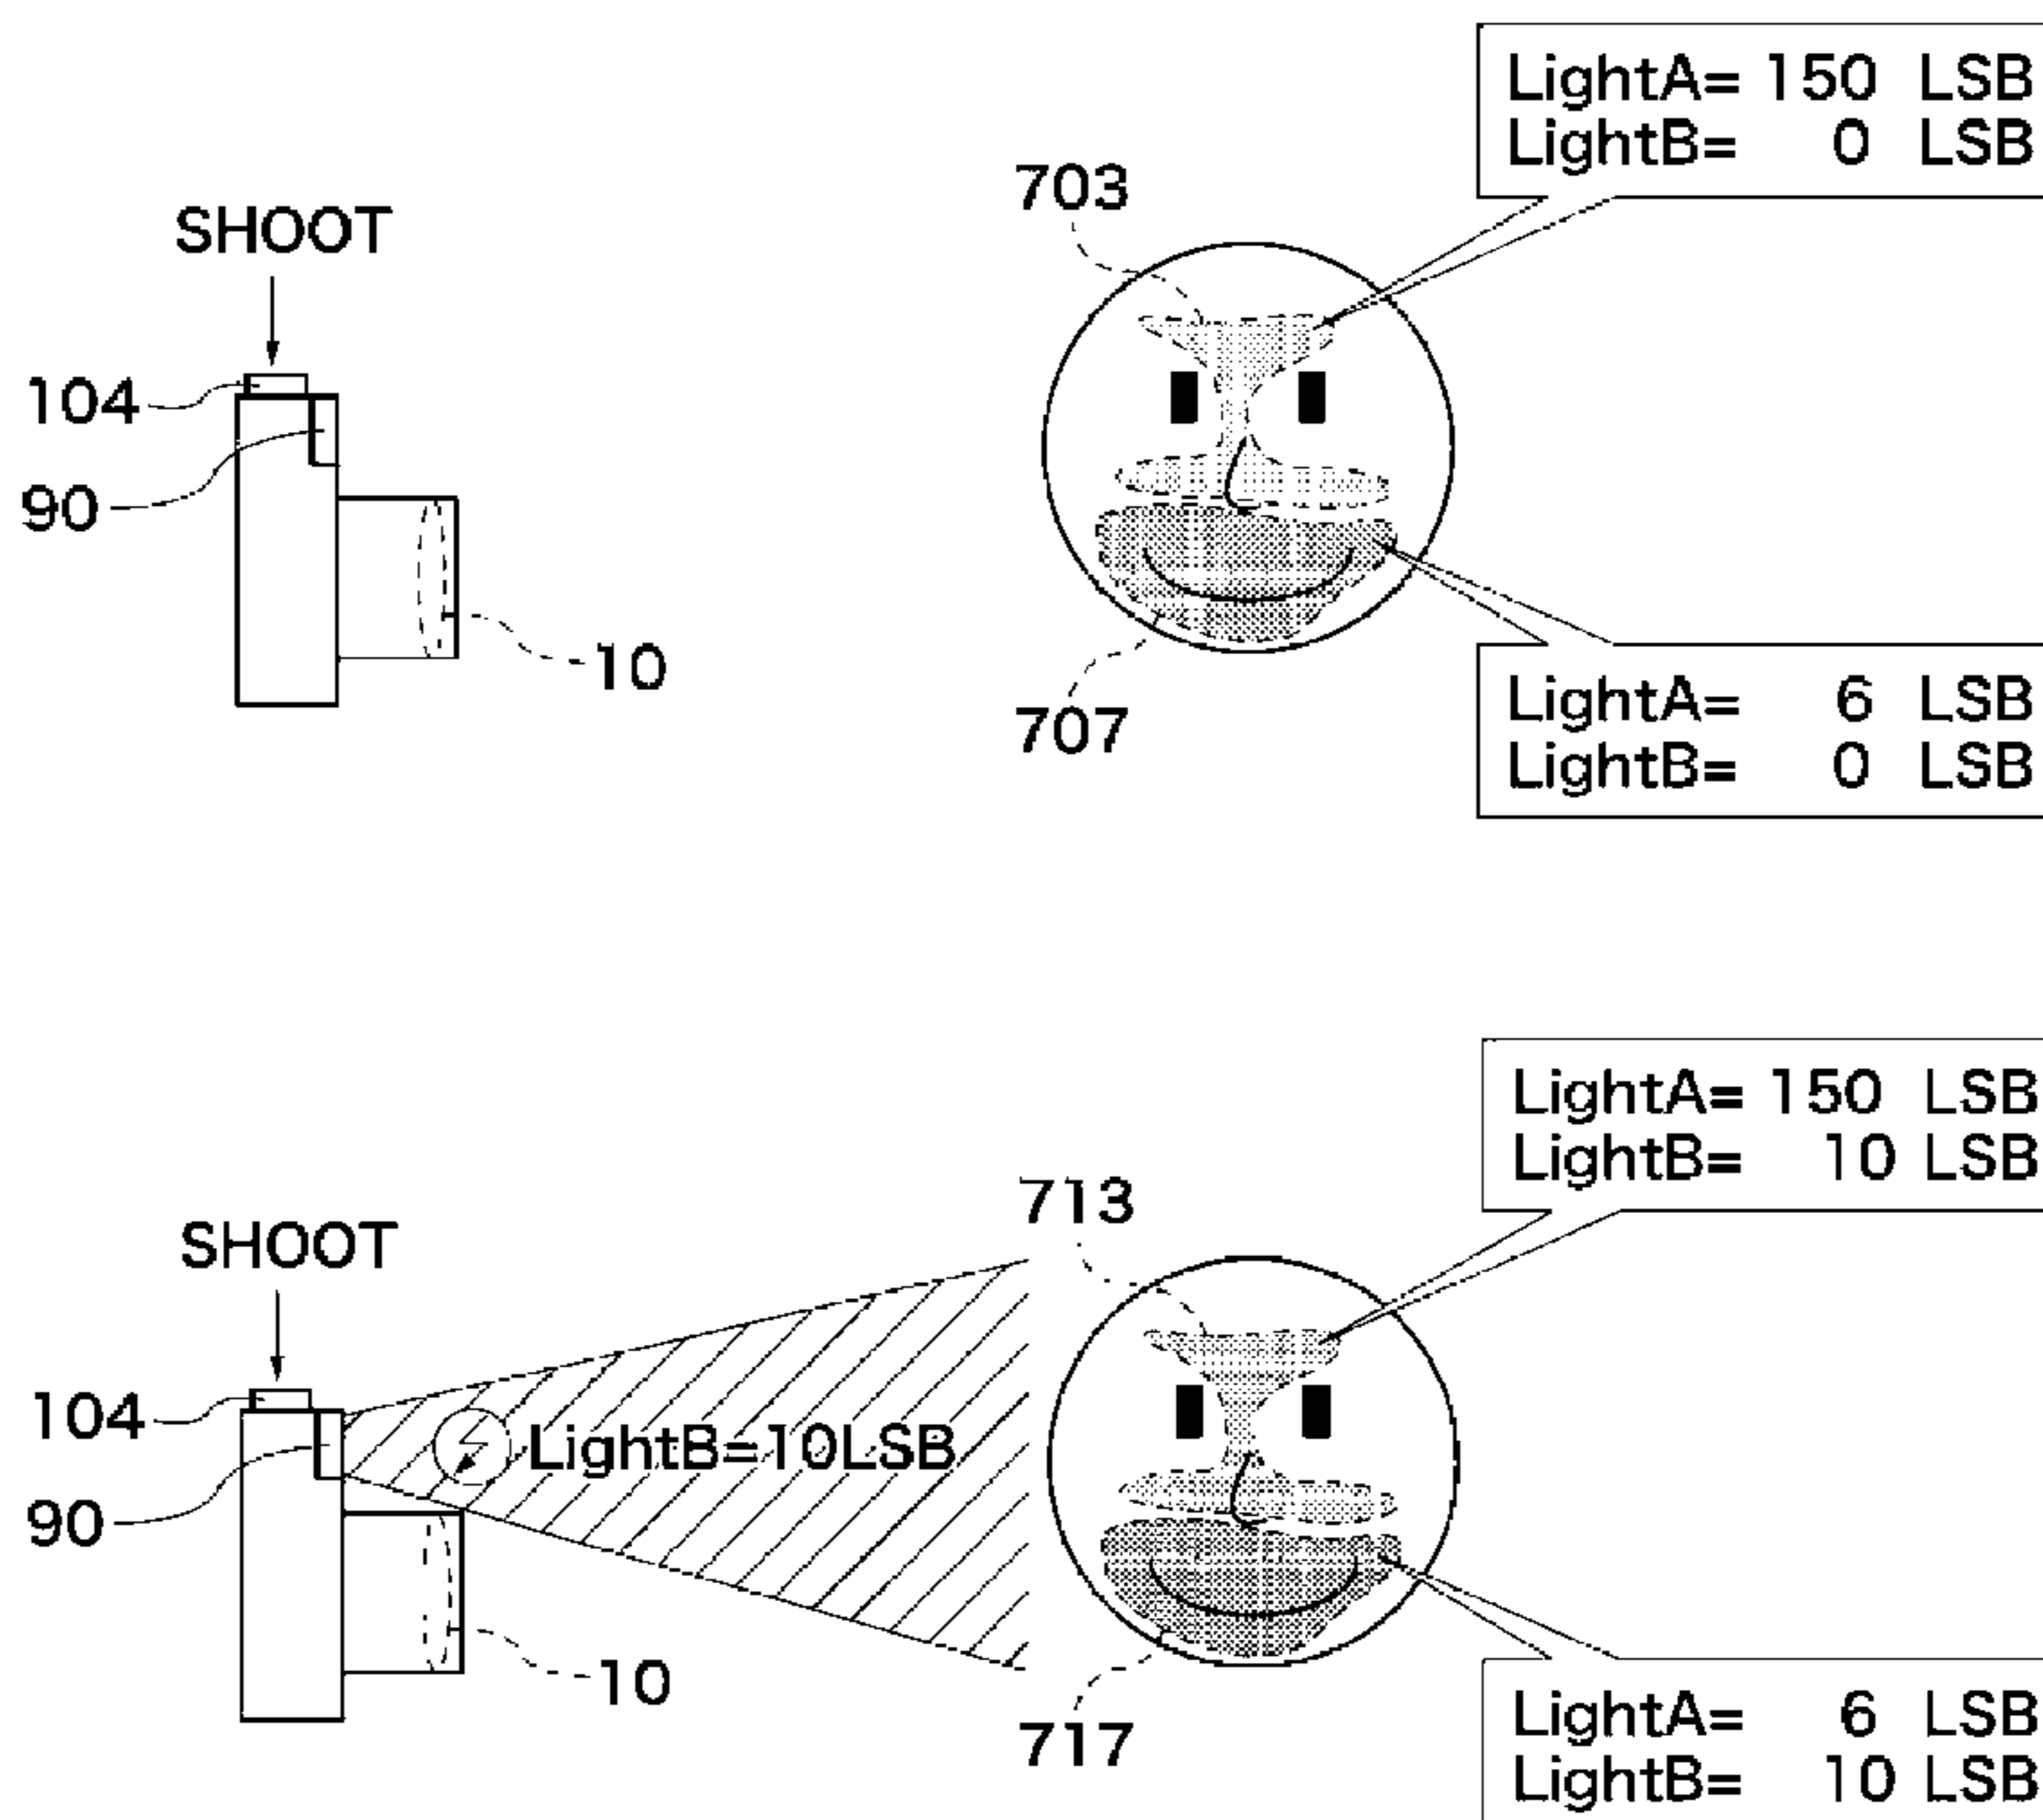 LightA= 150 LSB
LightB= 0 LSB
703
SHOOT
104
90
10
707
LightA= 6 LSB
LightB= 0 LSB
LightA= 150 LSB
LightB= 10 LSB
713
SHOOT
104
LightB=10LSB
90
10
717
LightA= 6 LSB
LightB= 10 LSB